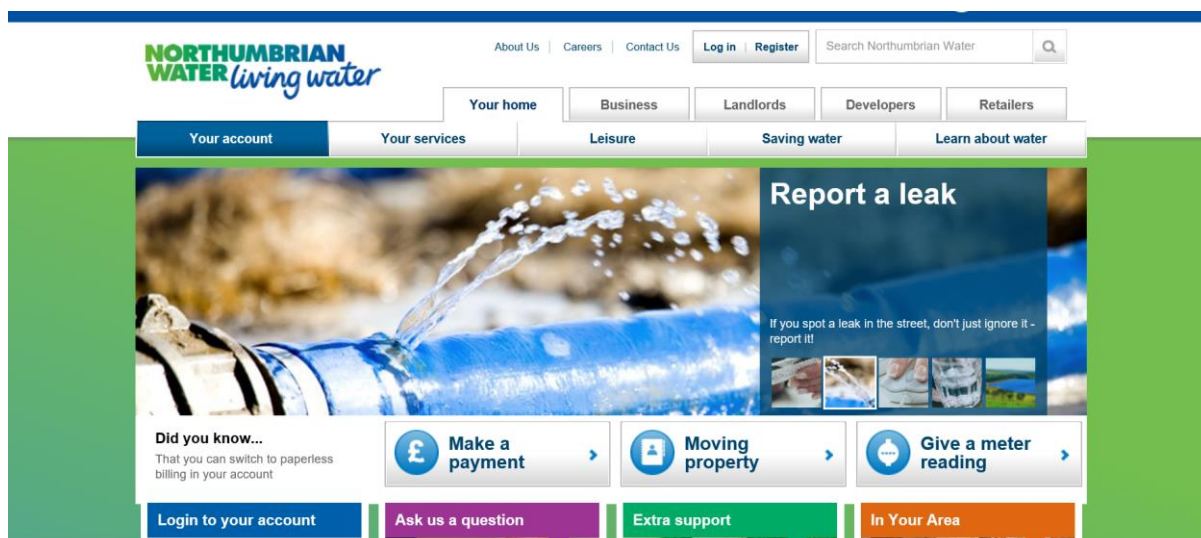 NORTHUMBRIAN
WATER living water
About Us
Careers
Contact Us
Log in
Register
Search Northumbrian Water
Your home
Business
Landlords
Developers
Retailers
Your account
Your services
Leisure
Saving water
Learn about water
Report a leak
If you spot a leak in the street, don't just ignore it -
report it!
Did you know...
That you can switch to paperless
billing in your account
£
Make a
payment
Moving
property
Give a meter
reading
Login to your account
Ask us a question
Extra support
In Your Area